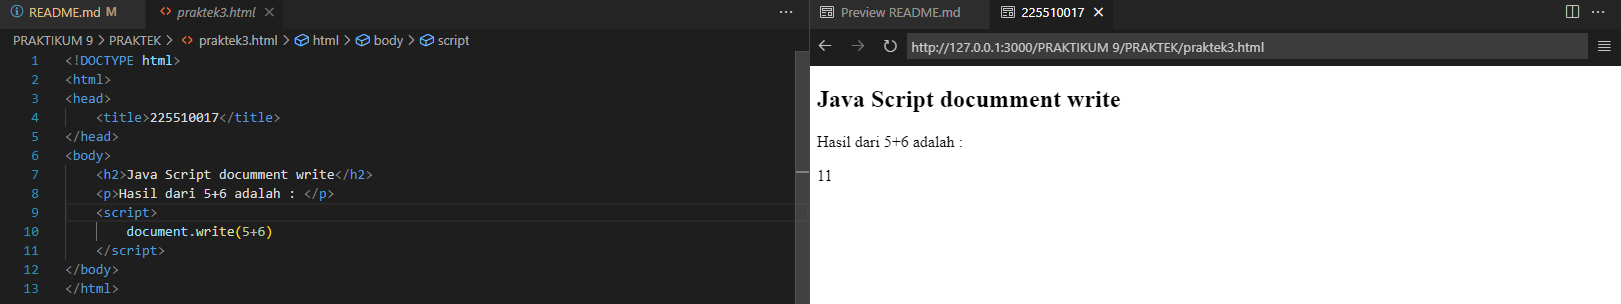 README.md M praktek3.html
PRAKTIKUM 9 > PRAKTEK > praktek3.html > html > body > script
1 <!DOCTYPE html>
2 <html>
3 <head>
4 <title>225510017</title>
5 </head>
6 <body>
7 <h2>Java Script documment write</h2>
8 <p>Hasil dari 5+6 adalah : </p>
9 <script>
10 document.write(5+6)
11 </script>
12 </body>
13 </html>
Preview README.md 225510017
http://127.0.0.1:3000/PRAKTIKUM 9/PRAKTEK/praktek3.html
Java Script documment write
Hasil dari 5+6 adalah :
11